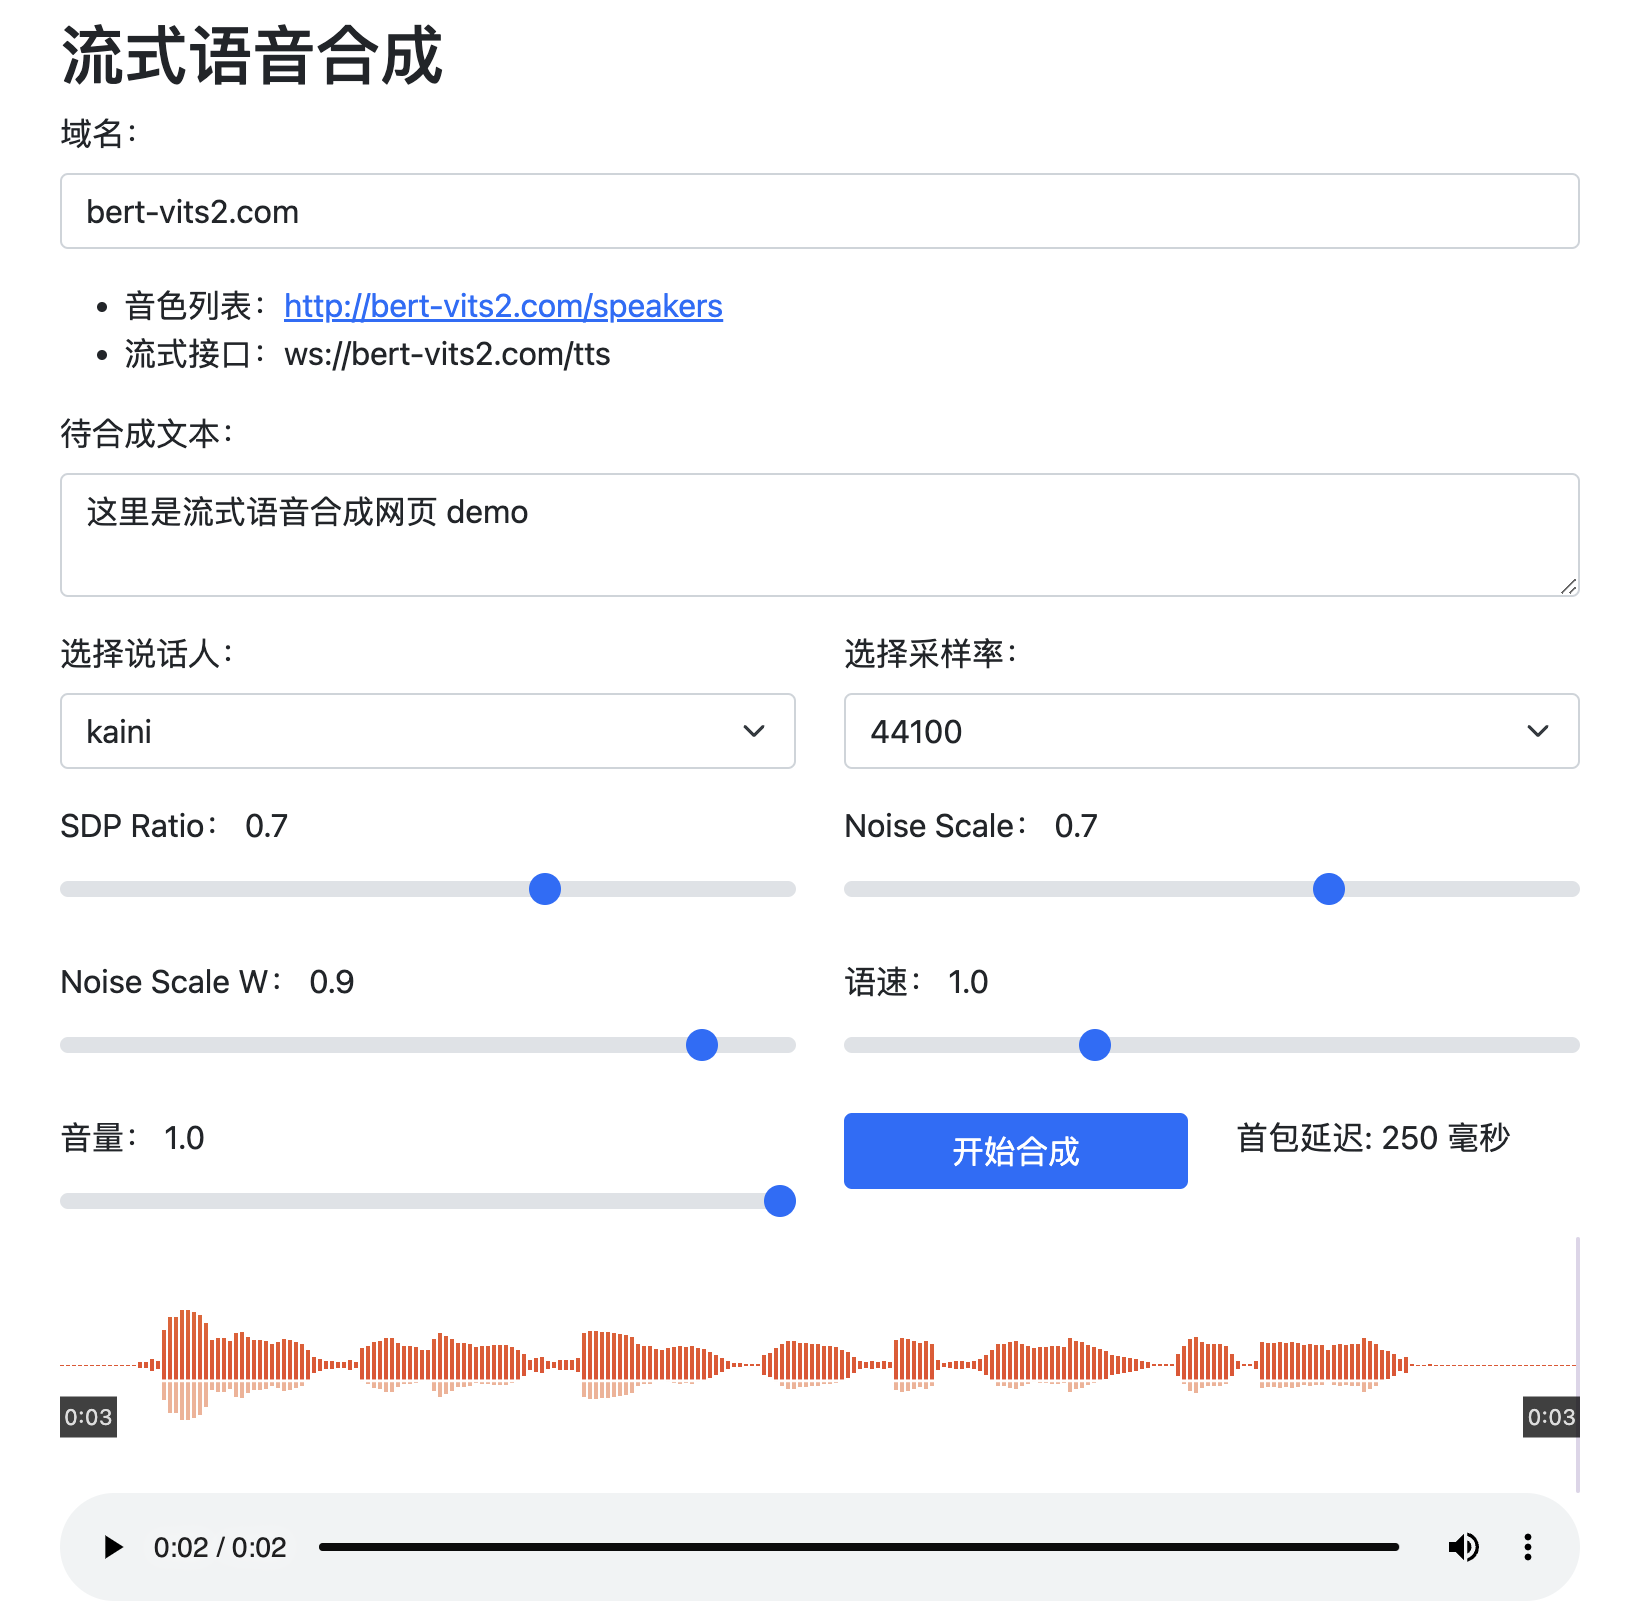 流式语音合成
域名：
bert-vits2.com
• 音色列表： http://bert-vits2.com/speakers
• 流式接口： ws://bert-vits2.com/tts
待合成文本：
这里是流式语音合成网页 demo
选择说话人：
选择采样率：
kaini
44100
SDP Ratio： 0.7
Noise Scale： 0.7
Noise Scale W： 0.9
语速： 1.0
音量： 1.0
开始合成
首包延迟: 250 毫秒
0:03
0:03
0:02 / 0:02